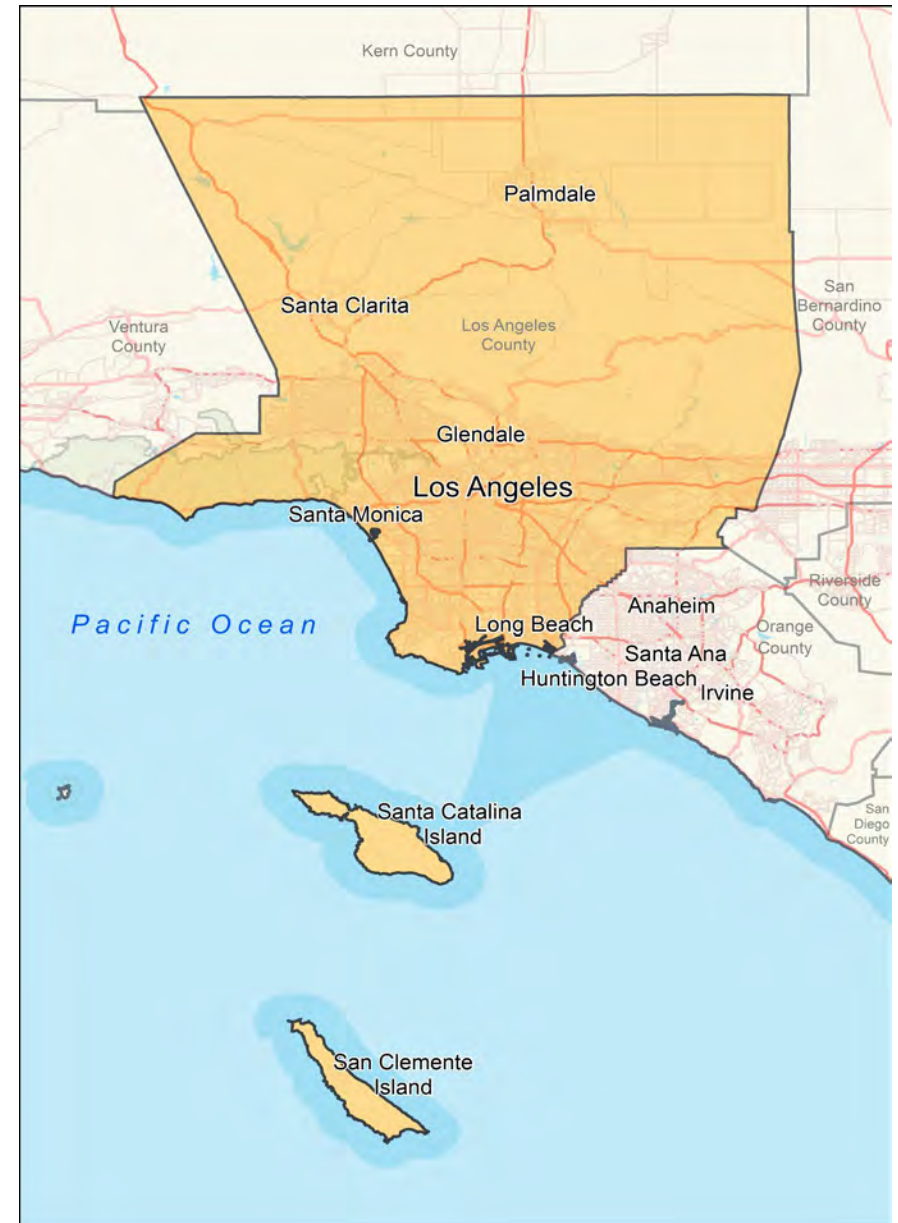 Kern County
Palmdale
San
Bernardino
County
Santa Clarita
Ventura
County
Los Angeles
County
Glendale
Los Angeles
Santa Monica
Riverside
County
Anaheim
Pacific Ocean
Long Beach
Orange
County
Santa Ana
Huntington Beach
Irvine
Santa Catalina
Island
San
Diego
County
San Clemente
Island